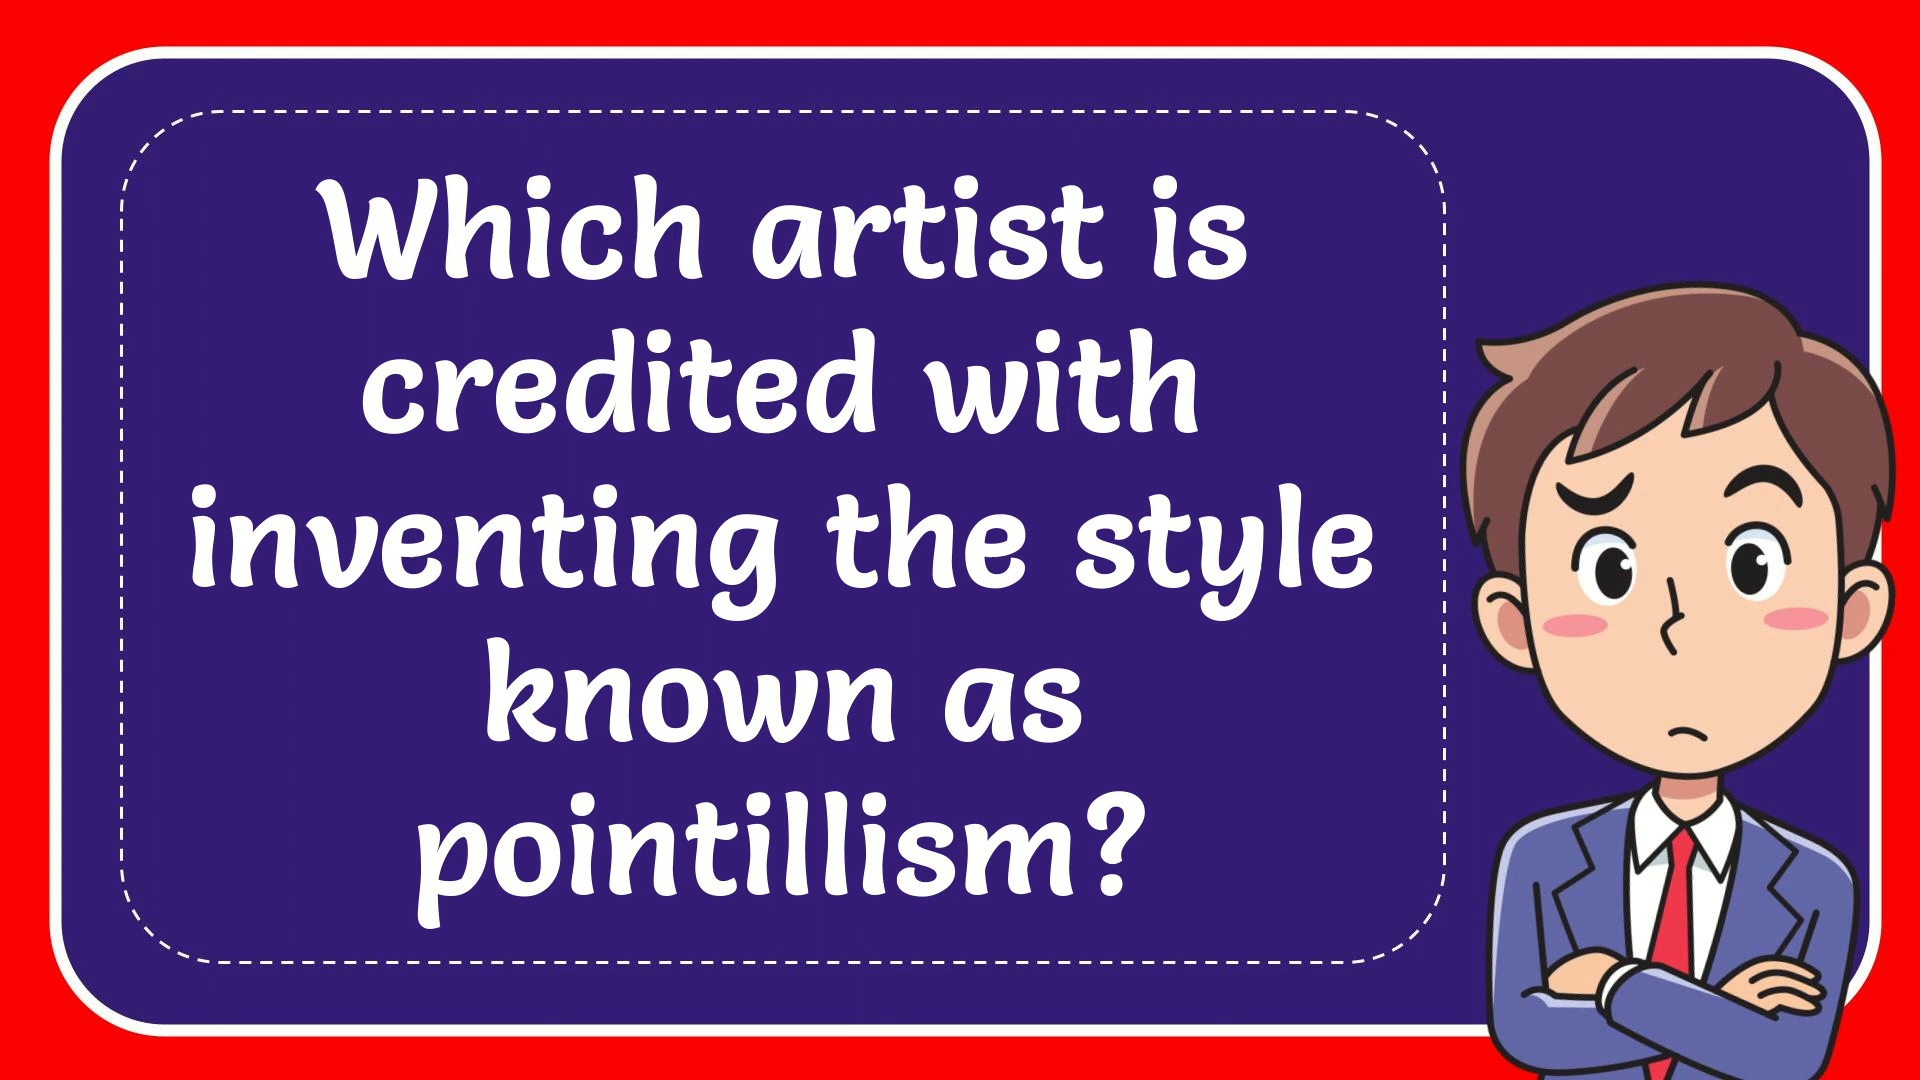 Which artist is
credited with
inventing the style
known as
pointillism?